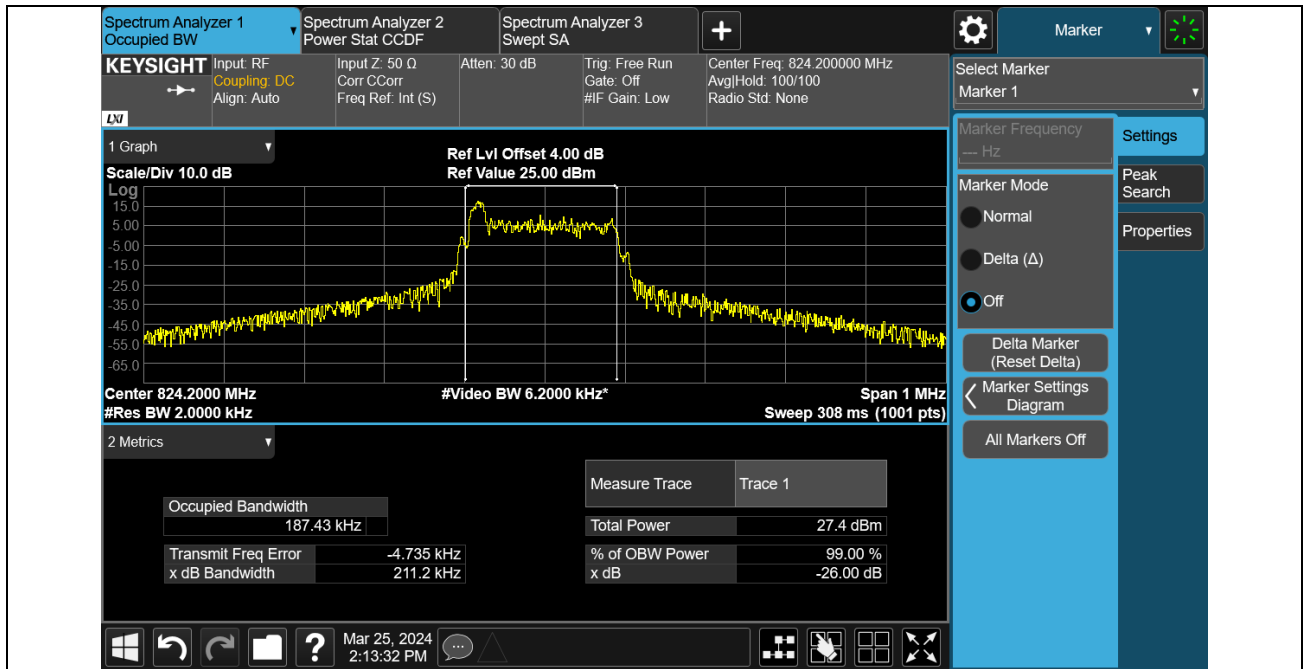 Spectrum Analyzer 1
Occupied BW
Spectrum Analyzer 2
Power Stat CCDF
Spectrum Analyzer 3
Swept SA
Marker
KEYSIGHT
LXI
Input: RF
Coupling: DC
Align: Auto
Input Z: 50 Ω
Corr CCorr
Freq Ref: Int (S)
Atten: 30 dB
Trig: Free Run
Gate: Off
#IF Gain: Low
Center Freq: 824.200000 MHz
Avg|Hold: 100/100
Radio Std: None
Select Marker
Marker 1
1 Graph
Scale/Div 10.0 dB
Ref Lvl Offset 4.00 dB
Ref Value 25.00 dBm
Log
15.0
5.00
-5.00
-15.0
-25.0
-35.0
-45.0
-55.0
-65.0
Center 824.2000 MHz
#Video BW 6.2000 kHz*
Span 1 MHz
#Res BW 2.0000 kHz
Sweep 308 ms (1001 pts)
Marker Frequency
--- Hz
Marker Mode
Normal
Delta (Δ)
Off
Delta Marker
(Reset Delta)
Marker Settings
Diagram
All Markers Off
Settings
Peak
Search
Properties
2 Metrics
Measure Trace Trace 1
Occupied Bandwidth
187.43 kHz
Total Power 27.4 dBm
Transmit Freq Error -4.735 kHz
% of OBW Power 99.00 %
x dB Bandwidth 211.2 kHz
x dB -26.00 dB
?
Mar 25, 2024
2:13:32 PM